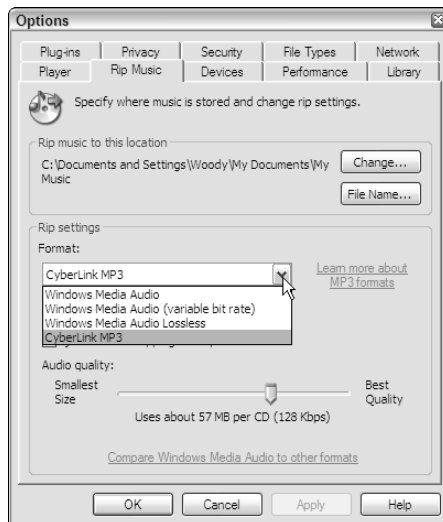 Options
Plug-ins Privacy Security File Types Network
Player Rip Music Devices Performance Library
Specify where music is stored and change rip settings.
Rip music to this location
C:\Documents and Settings\Woody\My Documents\My
Music
Change...
File Name...
Rip settings
Format:
CyberLink MP3
Learn more about
MP3 formats
Windows Media Audio
Windows Media Audio (variable bit rate)
Windows Media Audio Lossless
CyberLink MP3
Audio quality:
Smallest
Size
Best
Quality
Uses about 57 MB per CD (128 Kbps)
Compare Windows Media Audio to other formats
OK Cancel Apply Help